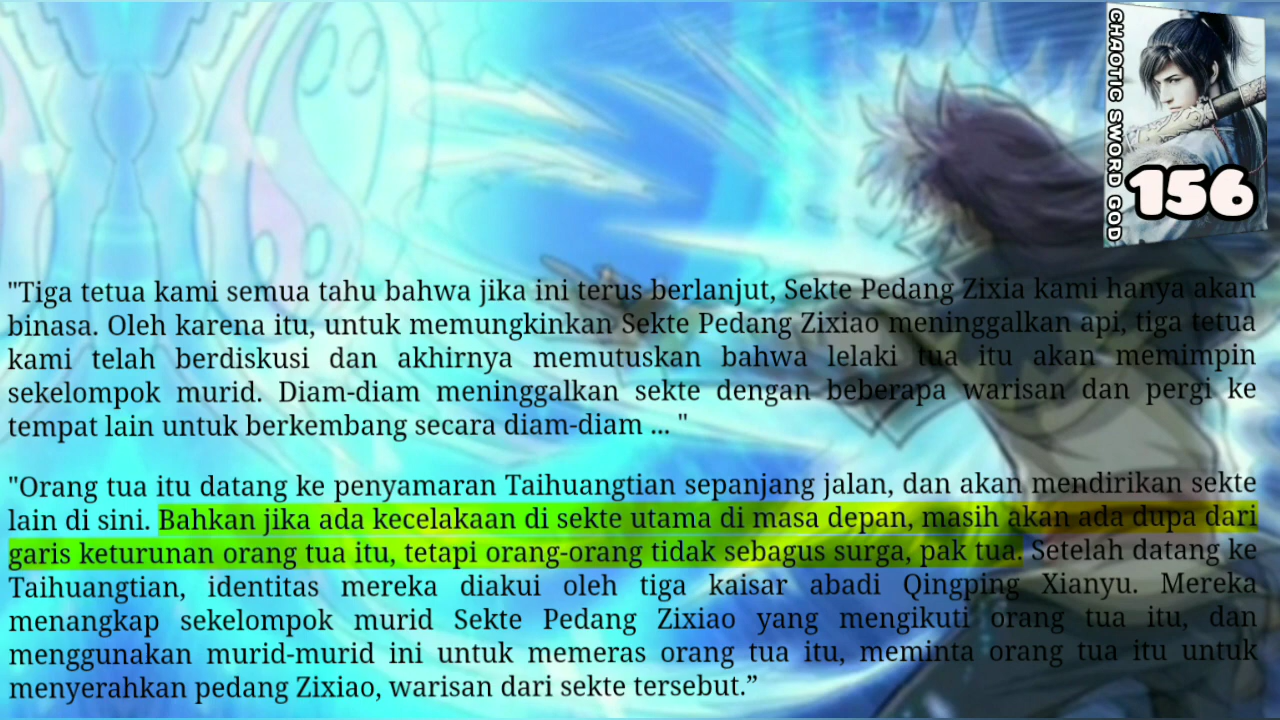 CHAOTIC SWORD GOD
156
"Tiga tetua kami semua tahu bahwa jika ini terus berlanjut, Sekte Pedang Zixia kami hanya akan
binasa. Oleh karena itu, untuk memungkinkan Sekte Pedang Zixiao meninggalkan api, tiga tetua
kami telah berdiskusi dan akhirnya memutuskan bahwa lelaki tua itu akan memimpin
sekelompok murid. Diam-diam meninggalkan sekte dengan beberapa warisan dan pergi ke
tempat lain untuk berkembang secara diam-diam ... "
"Orang tua itu datang ke penyamaran Taihuangtian sepanjang jalan, dan akan mendirikan sekte
lain di sini. Bahkan jika ada kecelakaan di sekte utama di masa depan, masih akan ada dupa dari
garis keturunan orang tua itu, tetapi orang-orang tidak sebagus surga, pak tua. Setelah datang ke
Taihuangtian, identitas mereka diakui oleh tiga kaisar abadi Qingping Xianyu. Mereka
menangkap sekelompok murid Sekte Pedang Zixiao yang mengikuti orang tua itu, dan
menggunakan murid-murid ini untuk memeras orang tua itu, meminta orang tua itu untuk
menyerahkan pedang Zixiao, warisan dari sekte tersebut.”